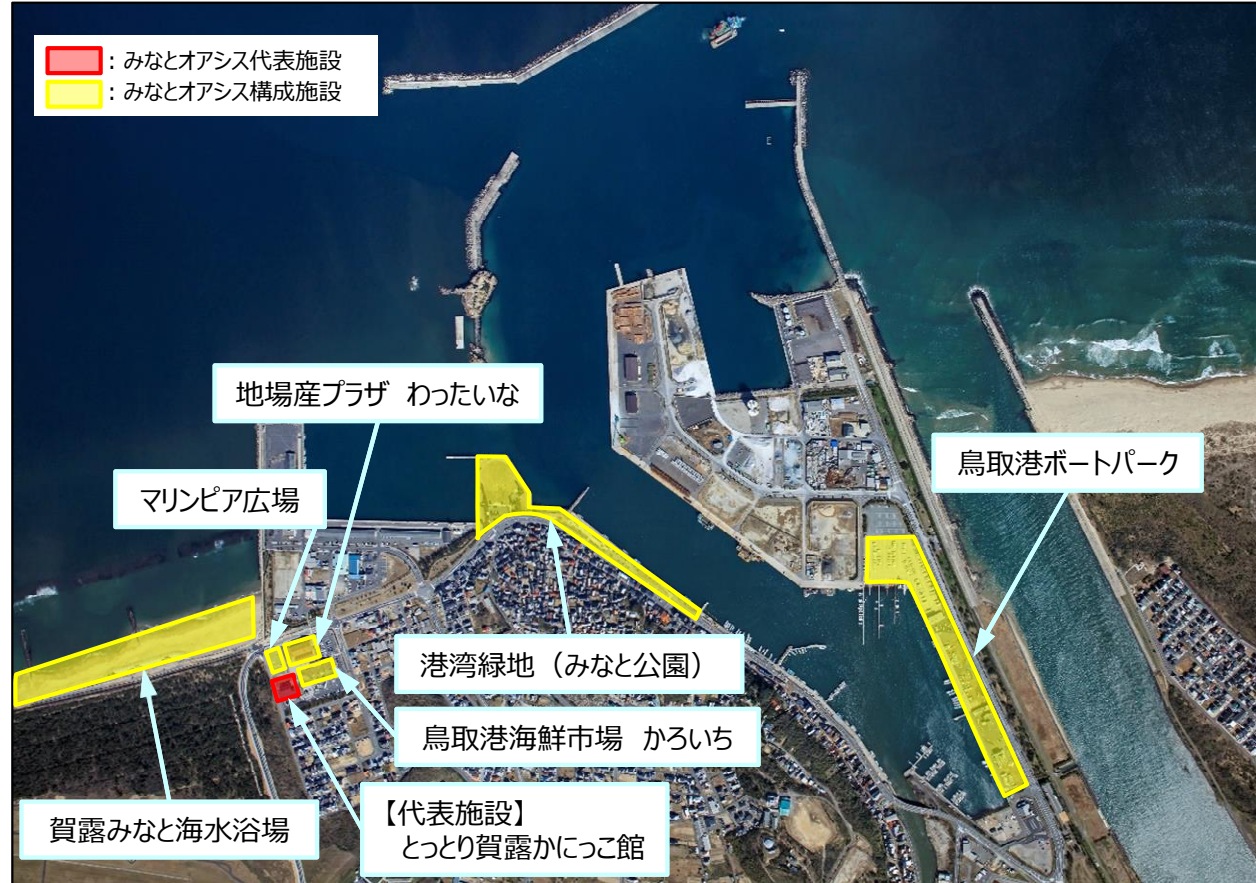 ：みなとオアシス代表施設
：みなとオアシス構成施設
地場産プラザ　わったいな
マリンピア広場
鳥取港ボートパーク
港湾緑地（みなと公園）
鳥取港海鮮市場　かろいち
賀露みなと海水浴場
【代表施設】
とっとり賀露かにっこ館